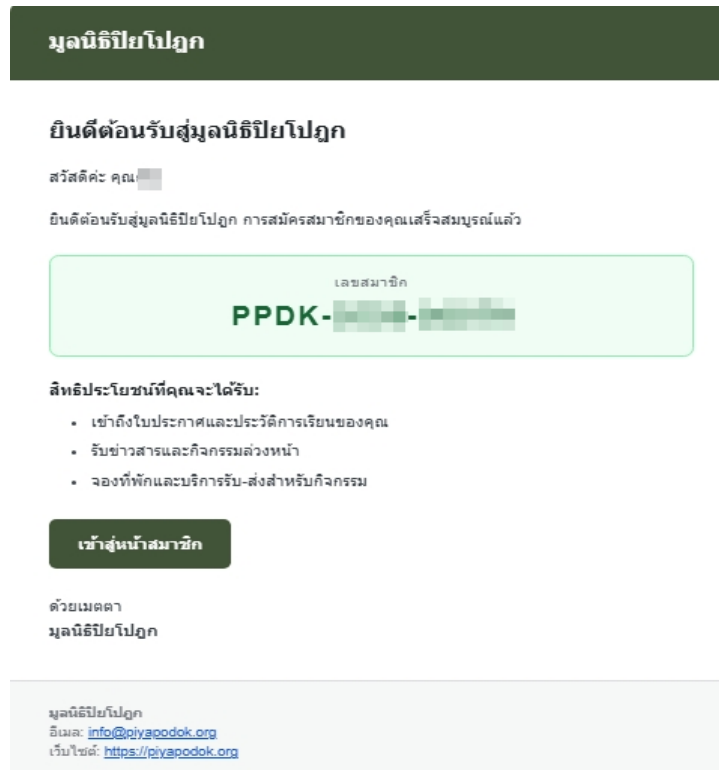 มูลนิธิปิยโปฎก
ยินดีต้อนรับสู่มูลนิธิปิยโปฎก
สวัสดีค่ะ คุณ
ยินดีต้อนรับสู่มูลนิธิปิยโปฎก การสมัครสมาชิกของคุณเสร็จสมบูรณ์แล้ว
เลขสมาชิก
PPDK-
สิทธิประโยชน์ที่คุณจะได้รับ:
• เข้าถึงใบประกาศและประวัติการเรียนของคุณ
• รับข่าวสารและกิจกรรมล่วงหน้า
• จองที่พักและบริการรับ-ส่งสำหรับกิจกรรม
เข้าสู่หน้าสมาชิก
ด้วยเมตตา
มูลนิธิปิยโปฎก
มูลนิธิปิยโปฎก
อีเมล: info@piyapodok.org
เว็บไซต์: https://piyapodok.org